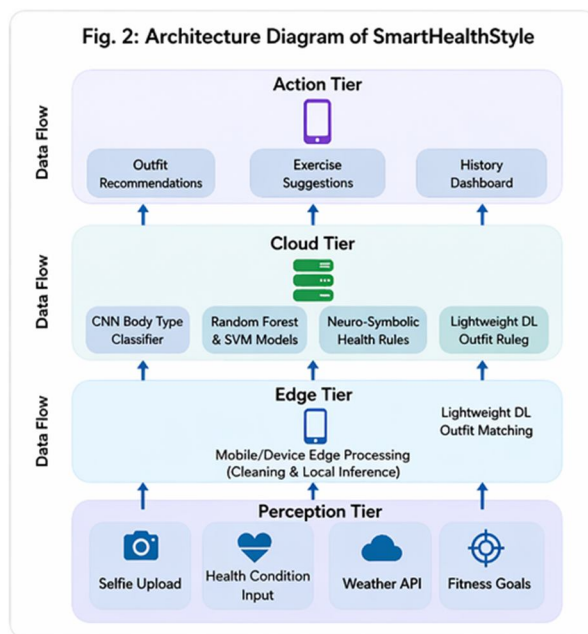 Fig. 2: Architecture Diagram of SmartHealthStyle
Data Flow
Action Tier
Outfit
Recommendations
Exercise
Suggestions
History
Dashboard
Data Flow
Cloud Tier
CNN Body Type
Classifier
Random Forest
& SVM Models
Neuro-Symbolic
Health Rules
Lightweight DL
Outfit Ruleg
Data Flow
Edge Tier
Mobile/Device Edge Processing
(Cleaning & Local Inference)
Lightweight DL
Outfit Matching
Perception Tier
Selfie Upload
Health Condition
Input
Weather API
Fitness Goals